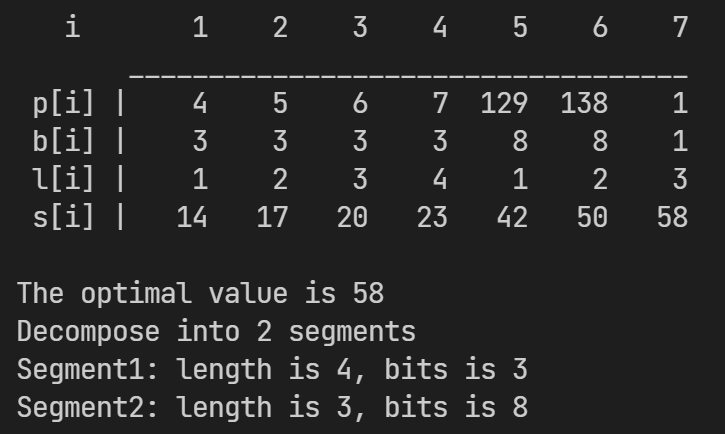 i 1 2 3 4 5 6 7
___________________________________
p[i] | 4 5 6 7 129 138 1
b[i] | 3 3 3 3 8 8 1
l[i] | 1 2 3 4 1 2 3
s[i] | 14 17 20 23 42 50 58
The optimal value is 58
Decompose into 2 segments
Segment1: length is 4, bits is 3
Segment2: length is 3, bits is 8